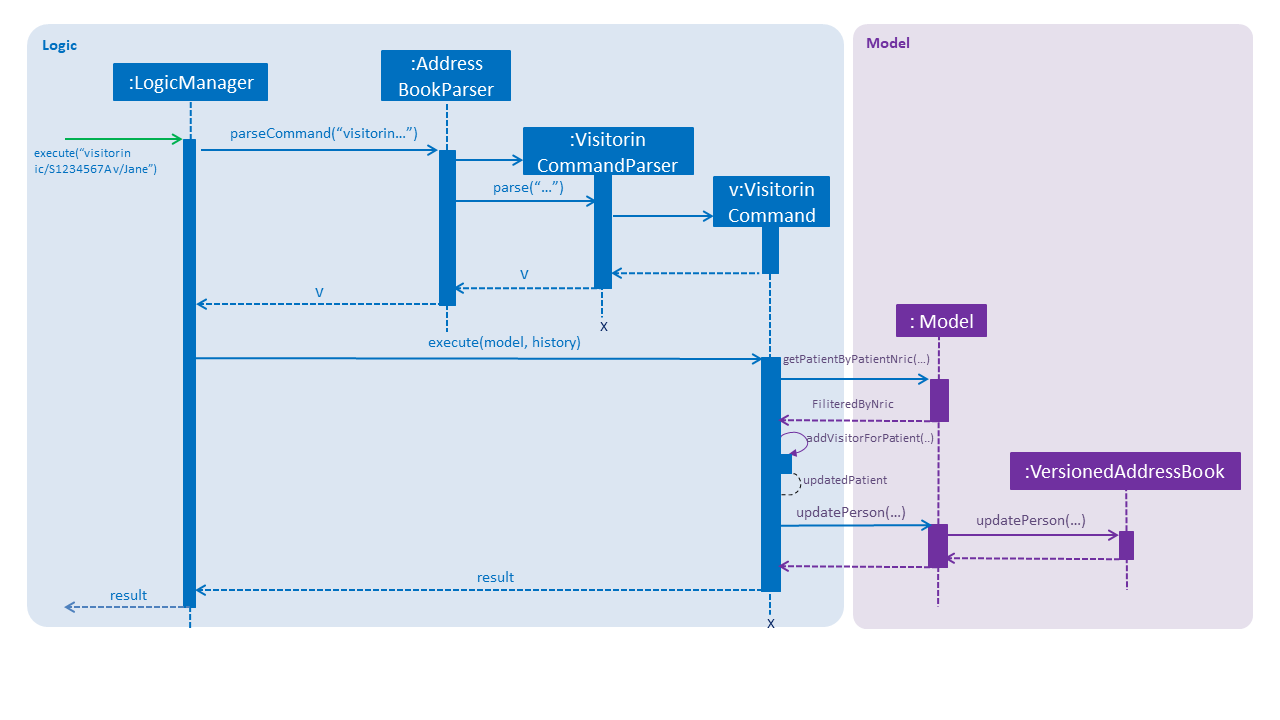 Logic
Model
:LogicManager
:Address
BookParser
parseCommand(“visitorin…”)
execute(“visitorin
ic/S1234567A v/Jane”)
:Visitorin
CommandParser
parse(“…”)
v:Visitorin
Command
v
v
x
: Model
execute(model, history)
getPatientByPatientNric(…)
FiliteredByNric
addVisitorForPatient(..)
:VersionedAddressBook
updatedPatient
updatePerson(…)
updatePerson(…)
result
result
x